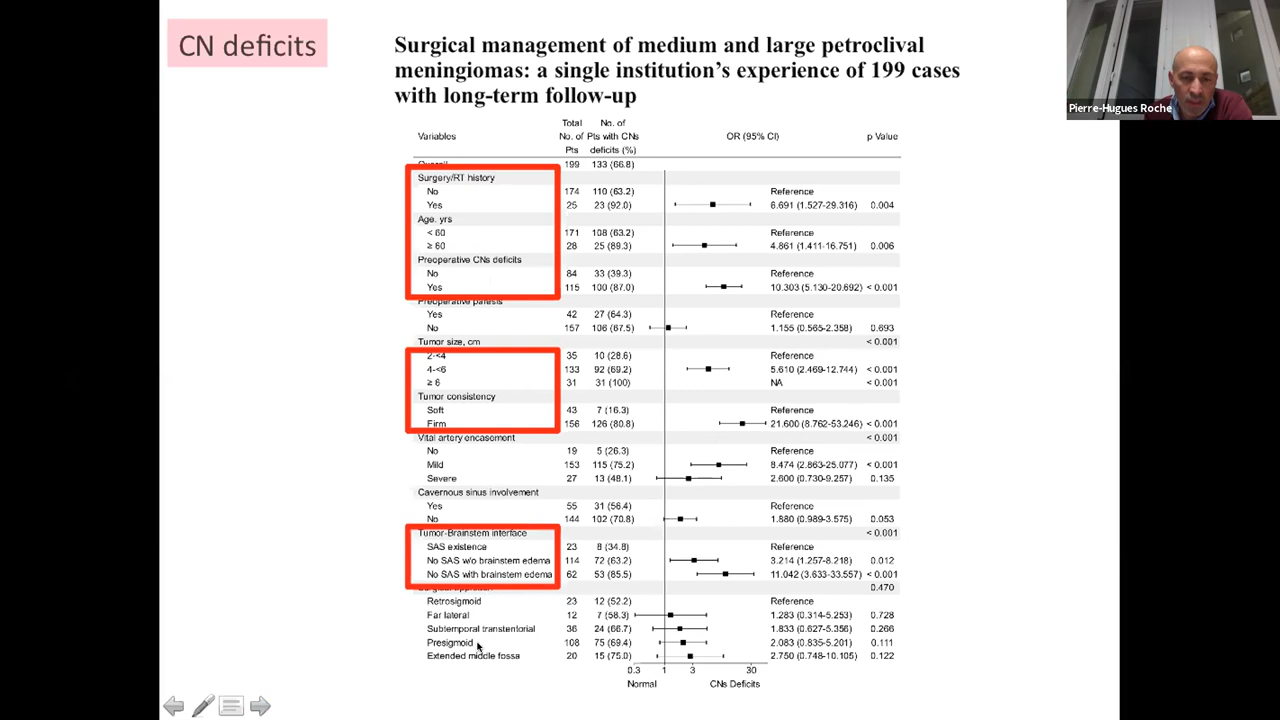 CN deficits
Surgical management of medium and large petroclival
meningiomas: a single institution's experience of 199 cases
with long-term follow-up
Pierre-Hugues Roche
Variables Total No. of Pts No. of Pts with CNs deficits (%) OR (95% CI) p Value
Overall 199 133 (66.8)
Surgery/RT history
No 174 110 (63.2) Reference
Yes 25 23 (92.0) 6.691 (1.527-29.316) 0.004
Age, yrs
< 60 171 108 (63.2) Reference
≥ 60 28 25 (89.3) 4.861 (1.411-16.751) 0.006
Preoperative CNs deficits
No 84 33 (39.3) Reference
Yes 115 100 (87.0) 10.303 (5.130-20.692) < 0.001
Preoperative paresis
Yes 42 27 (64.3) Reference
No 157 106 (67.5) 1.155 (0.565-2.358) 0.693
Tumor size, cm < 0.001
2-<4 35 10 (28.6) Reference
4-<6 133 92 (69.2) 5.610 (2.469-12.744) < 0.001
≥ 6 31 31 (100) NA < 0.001
Tumor consistency
Soft 43 7 (16.3) Reference
Firm 156 126 (80.8) 21.600 (8.762-53.246) < 0.001
Vital artery encasement < 0.001
No 19 5 (26.3) Reference
Mild 153 115 (75.2) 8.474 (2.863-25.077) < 0.001
Severe 27 13 (48.1) 2.600 (0.730-9.257) 0.135
Cavernous sinus involvement
Yes 55 31 (56.4) Reference
No 144 102 (70.8) 1.880 (0.989-3.575) 0.053
Tumor-Brainstem interface < 0.001
SAS existence 23 8 (34.8) Reference
No SAS w/o brainstem edema 114 72 (63.2) 3.214 (1.257-8.218) 0.012
No SAS with brainstem edema 62 53 (85.5) 11.042 (3.633-33.557) < 0.001
Surgical approach 0.470
Retrosigmoid 23 12 (52.2) Reference
Far lateral 12 7 (58.3) 1.283 (0.314-5.253) 0.728
Subtemporal transtentorial 36 24 (66.7) 1.833 (0.627-5.356) 0.266
Presigmoid 108 75 (69.4) 2.083 (0.835-5.201) 0.111
Extended middle fossa 20 15 (75.0) 2.750 (0.748-10.105) 0.122
0.3 1 3 30
Normal CNs Deficits